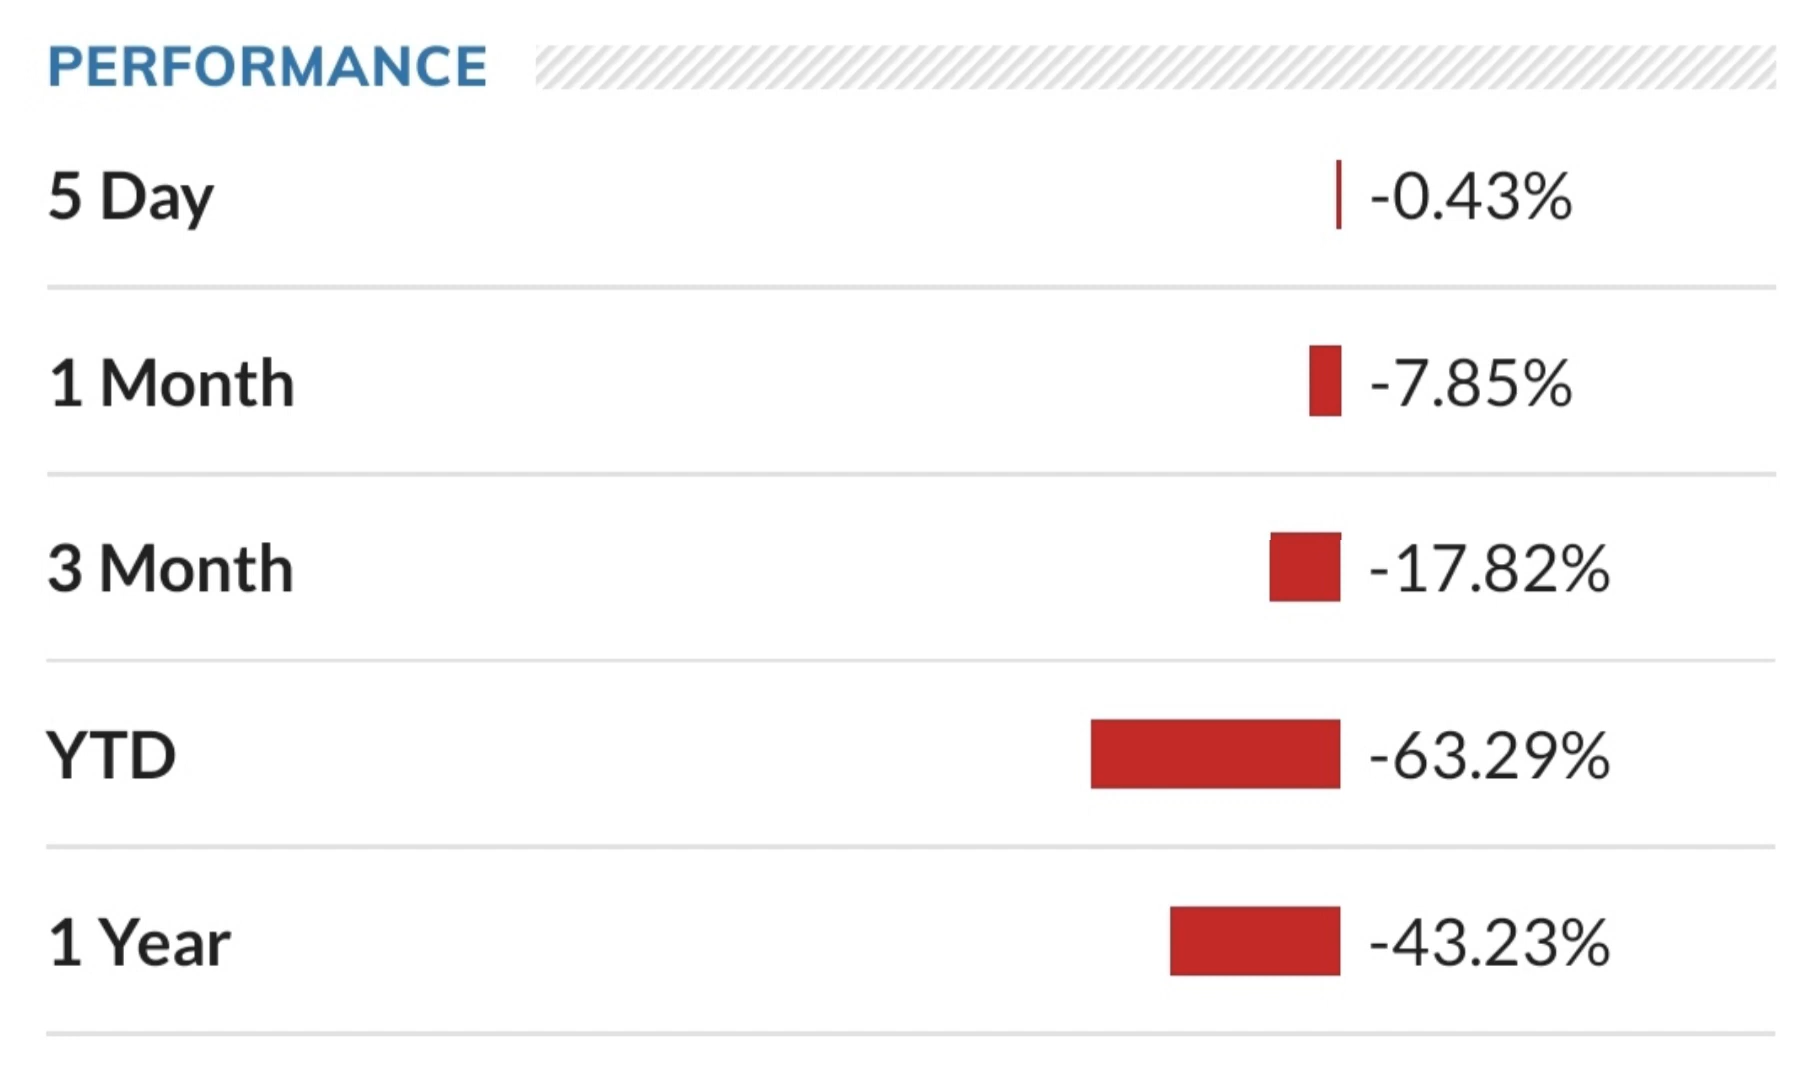 PERFORMANCE
5 Day -0.43%
1 Month -7.85%
3 Month -17.82%
YTD -63.29%
1 Year -43.23%